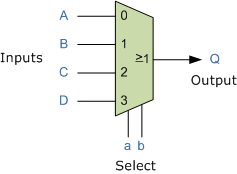 A 0
B 1
Inputs ≥1 Q
C 2 Output
D 3
a b
Select